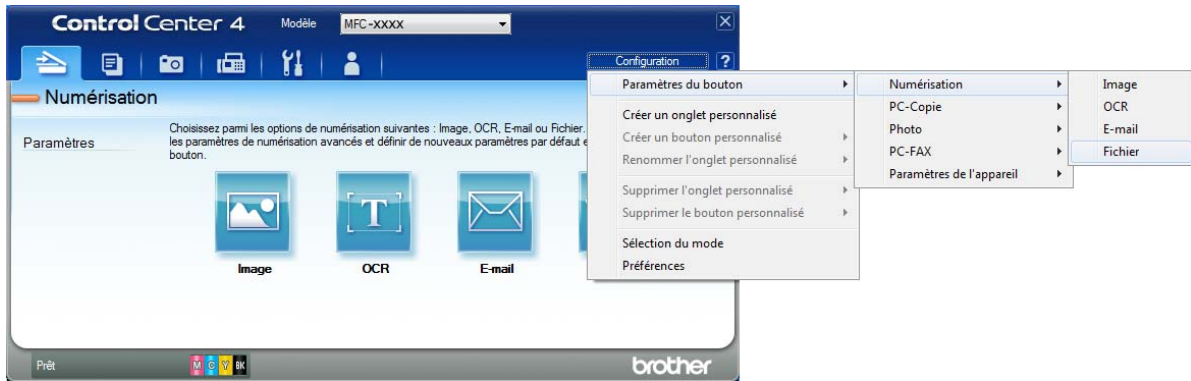 Control Center 4
Modèle
MFC-XXXX
Configuration
?
Numérisation
Paramètres
Choisissez parmi les options de numérisation suivantes : Image, OCR, E-mail ou Fichier.
les paramètres de numérisation avancés et définir de nouveaux paramètres par défaut
bouton.
T
Image
OCR
E-mail
Paramètres du bouton
Créer un onglet personnalisé
Créer un bouton personnalisé
Renommer l'onglet personnalisé
Supprimer l'onglet personnalisé
Supprimer le bouton personnalisé
Sélection du mode
Préférences
Numérisation
PC-Copie
Photo
PC-FAX
Paramètres de l'appareil
Image
OCR
E-mail
Fichier
Prêt
M C Y BK
brother